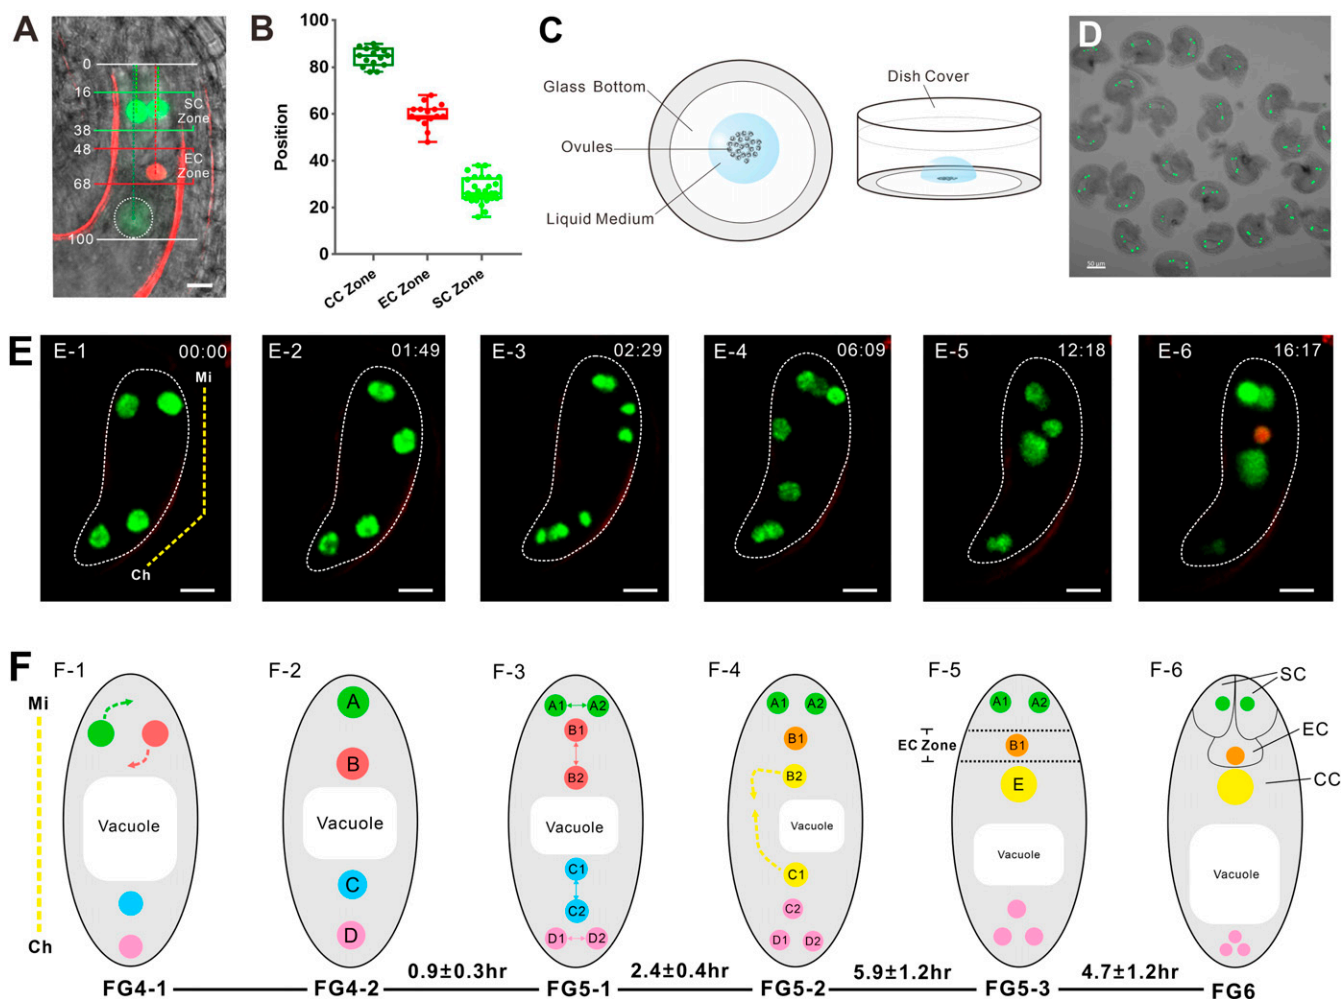 A
0
16
SC
Zone
38
48
EC
Zone
68
100
B
100
80
60
40
20
0
Position
CC Zone
EC Zone
SC Zone
C
Glass Bottom
Ovules
Liquid Medium
Dish Cover
D
50 μm
E
E-1 00:00
Mi
Ch
E-2 01:49
E-3 02:29
E-4 06:09
E-5 12:18
E-6 16:17
F
Mi
Ch
F-1
Vacuole
F-2
A
B
Vacuole
C
D
F-3
A1 A2
B1
B2
Vacuole
C1
C2
D1 D2
F-4
A1 A2
B1
B2
Vacuole
C1
C2
D1 D2
F-5
A1 A2
EC Zone
B1
E
Vacuole
F-6
SC
EC
CC
Vacuole
0.9±0.3hr 2.4±0.4hr 5.9±1.2hr 4.7±1.2hr
FG4-1 FG4-2 FG5-1 FG5-2 FG5-3 FG6